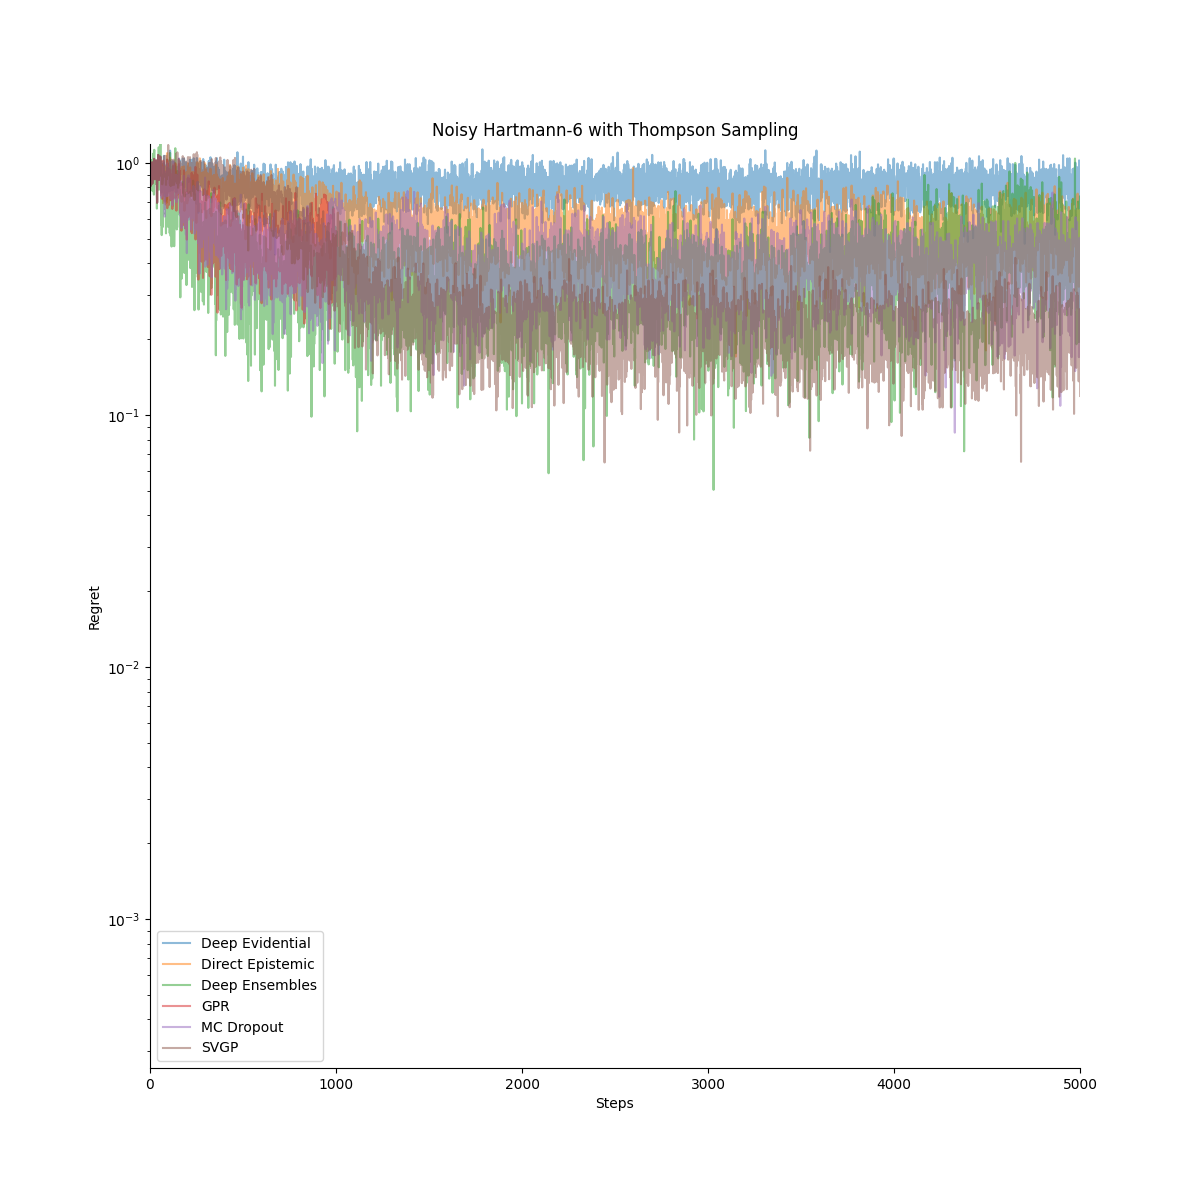 Noisy Hartmann-6 with Thompson Sampling
10⁰
10⁻¹
10⁻²
10⁻³
Regret
Deep Evidential
Direct Epistemic
Deep Ensembles
GPR
MC Dropout
SVGP
0 1000 2000 3000 4000 5000
Steps